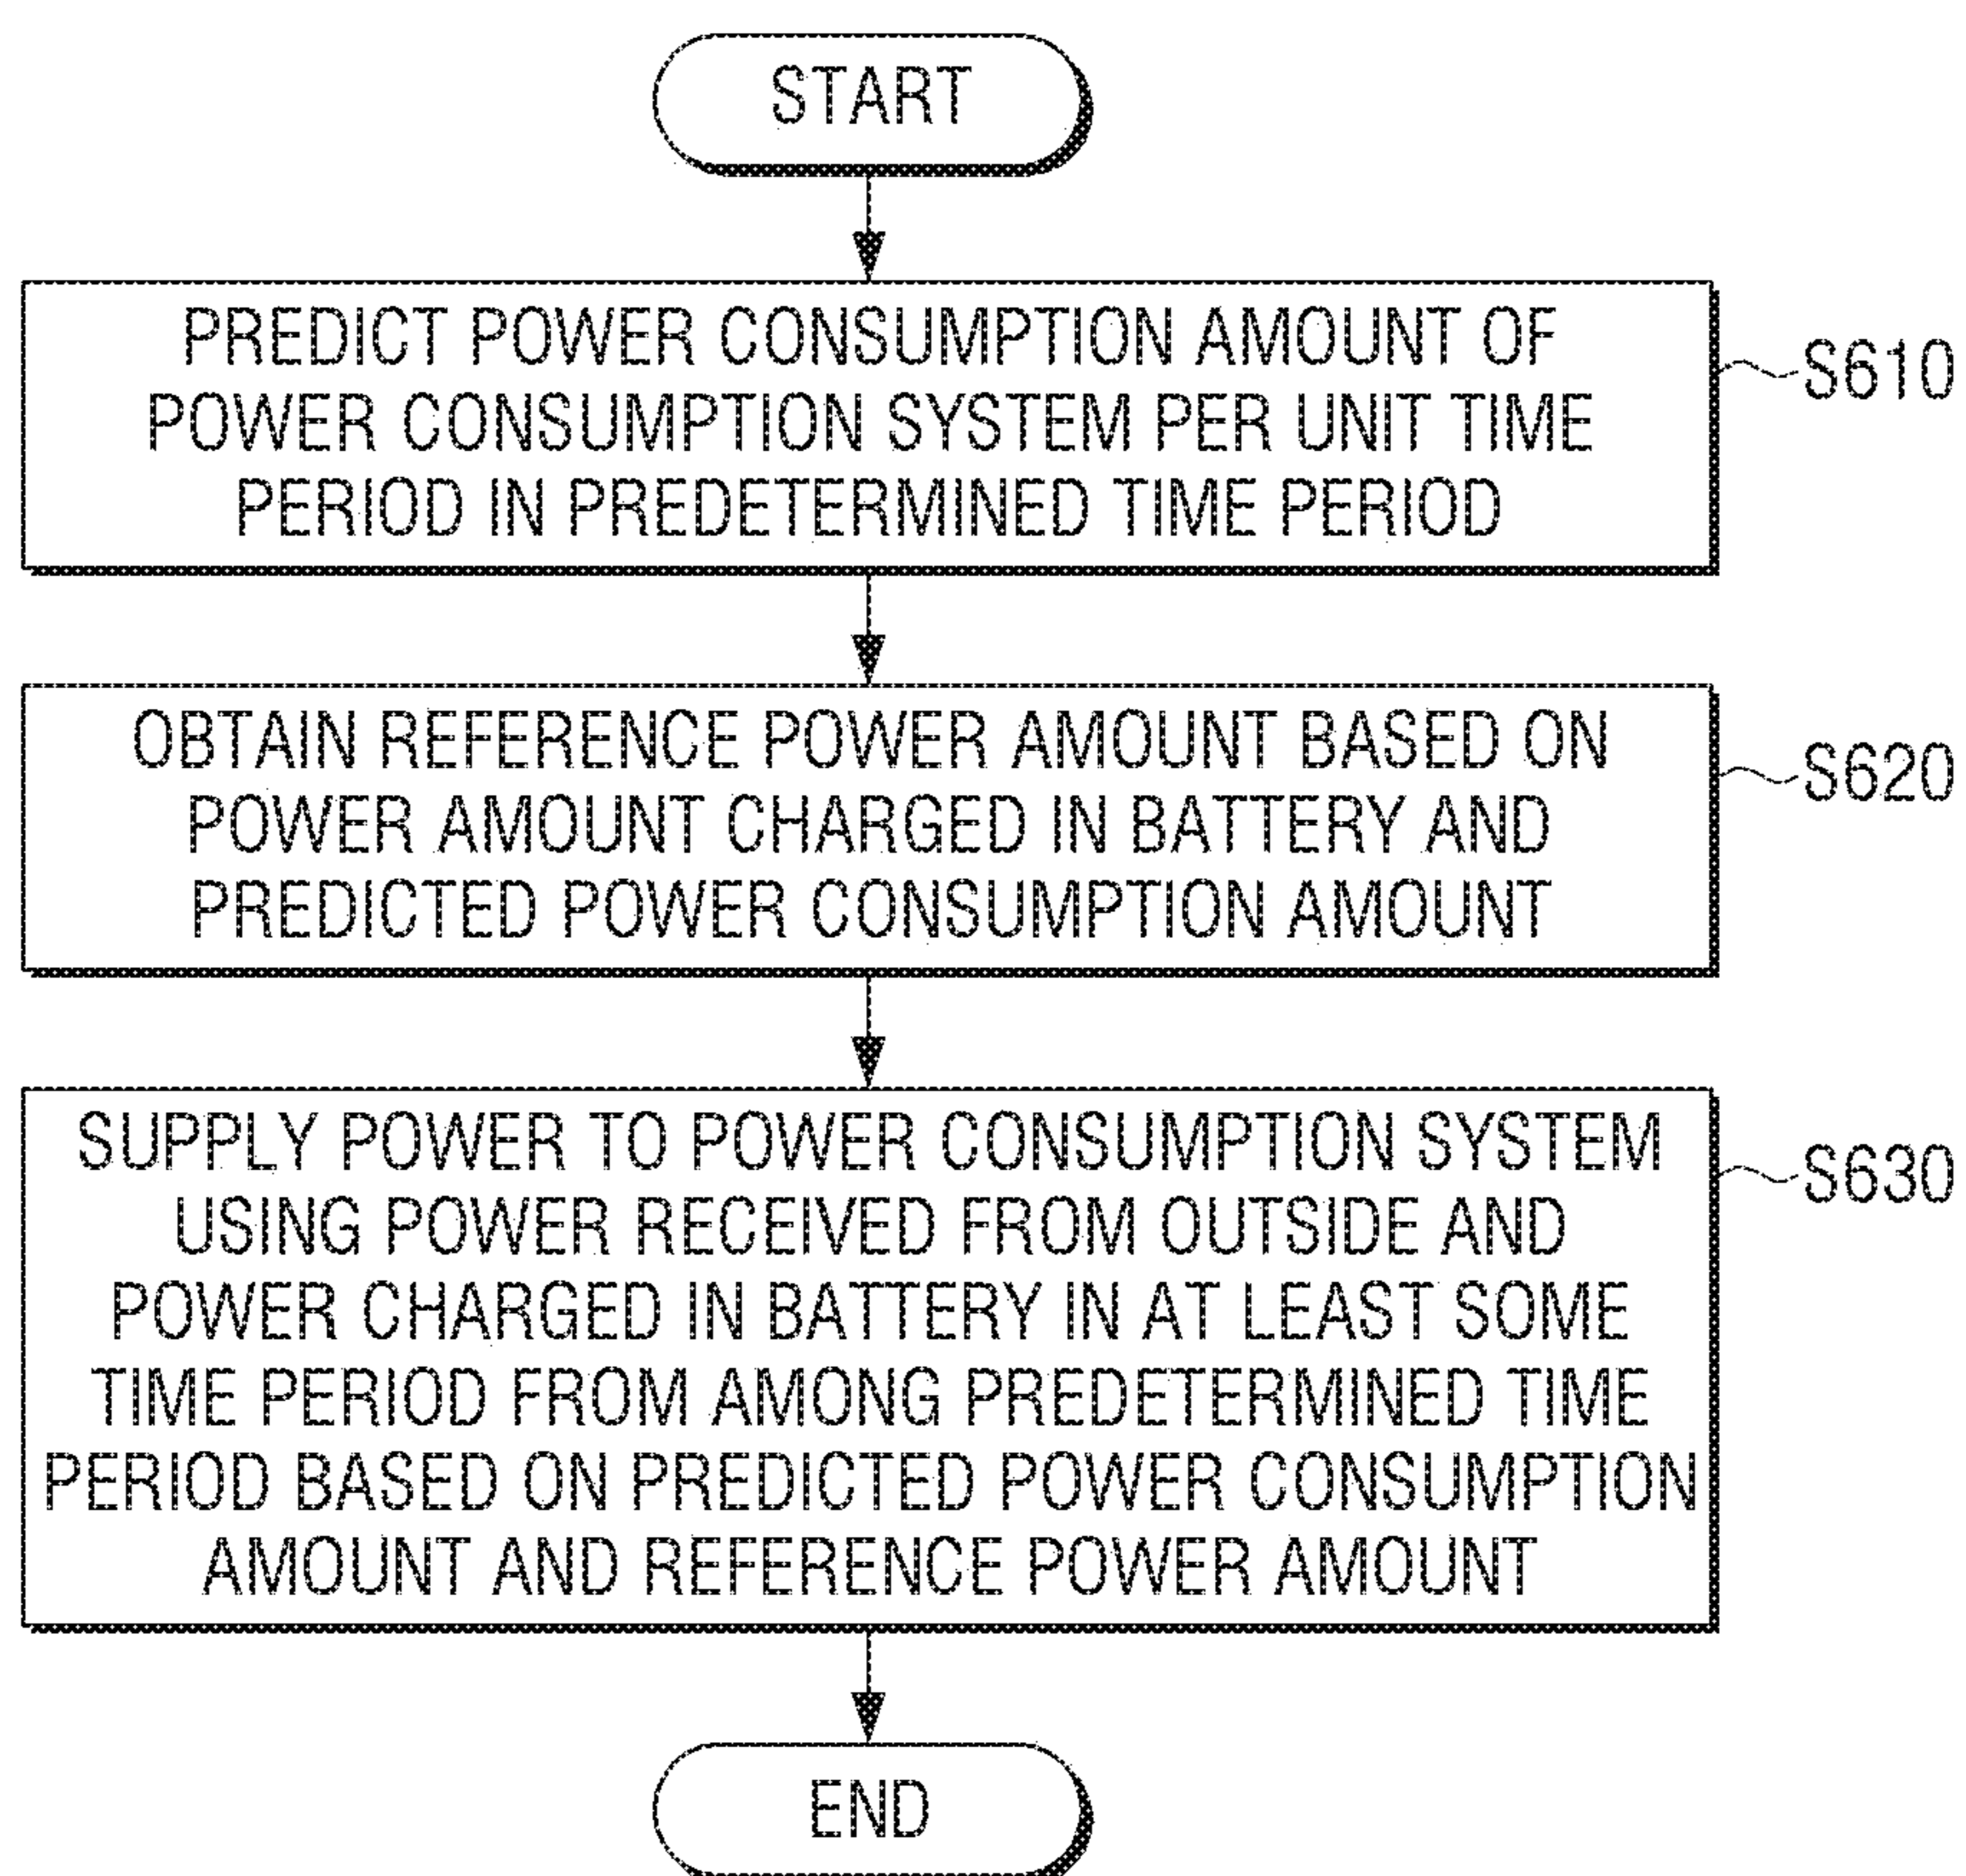 START
PREDICT POWER CONSUMPTION AMOUNT OF
POWER CONSUMPTION SYSTEM PER UNIT TIME
PERIOD IN PREDETERMINED TIME PERIOD
S610
OBTAIN REFERENCE POWER AMOUNT BASED ON
POWER AMOUNT CHARGED IN BATTERY AND
PREDICTED POWER CONSUMPTION AMOUNT
S620
SUPPLY POWER TO POWER CONSUMPTION SYSTEM
USING POWER RECEIVED FROM OUTSIDE AND
POWER CHARGED IN BATTERY IN AT LEAST SOME
TIME PERIOD FROM AMONG PREDETERMINED TIME
PERIOD BASED ON PREDICTED POWER CONSUMPTION
AMOUNT AND REFERENCE POWER AMOUNT
S630
END